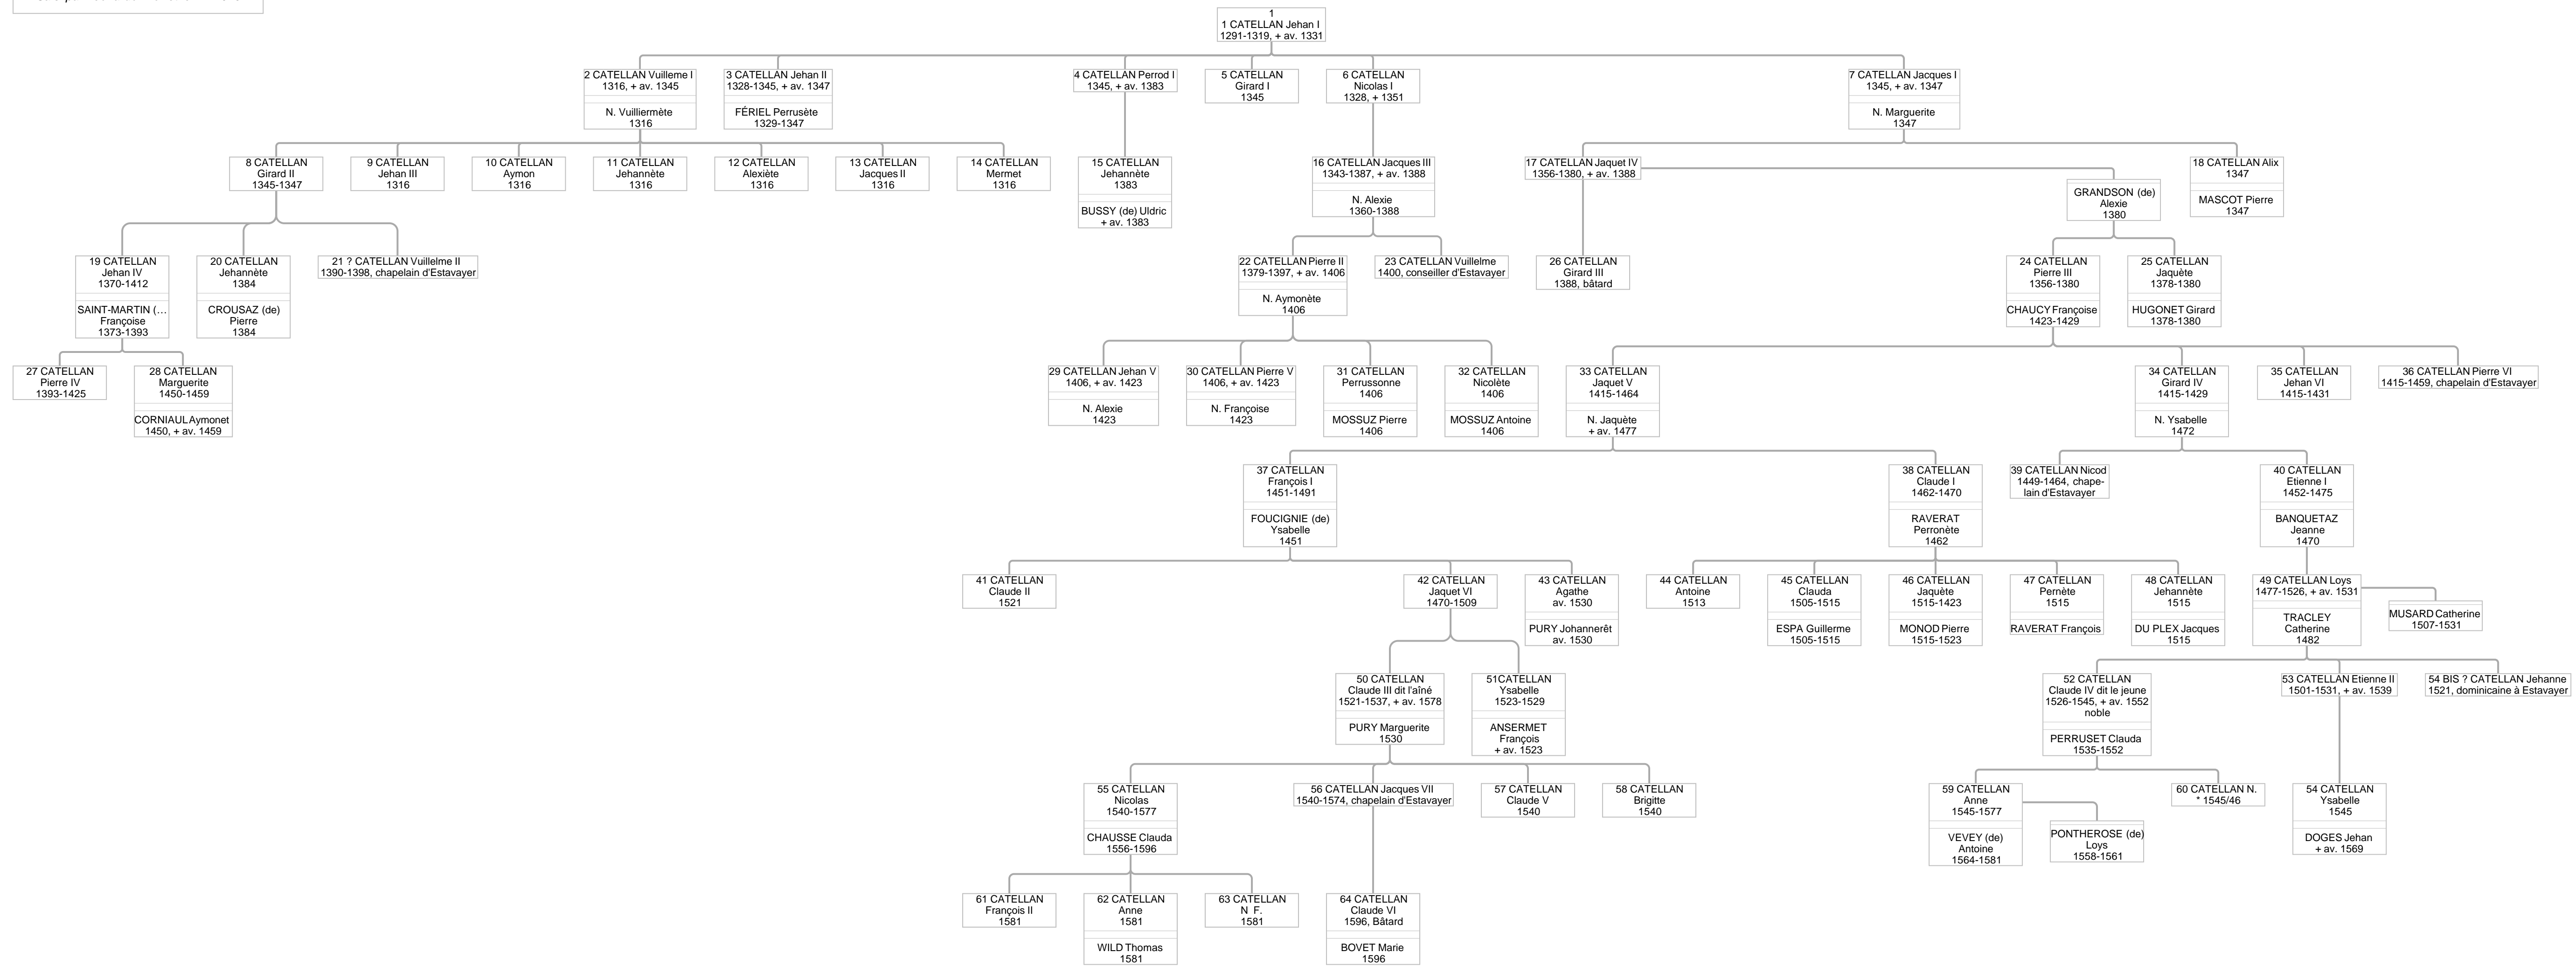 1
1 CATELLAN Jehan I
1291-1319, + av. 1331
2 CATELLAN Vuilleme I
1316, + av. 1345
N. Vuilliermète
1316
3 CATELLAN Jehan II
1328-1345, + av. 1347
FÉRIEL Perrusète
1329-1347
4 CATELLAN Perrod I
1345, + av. 1383
5 CATELLAN
Girard I
1345
6 CATELLAN
Nicolas I
1328, + 1351
7 CATELLAN Jacques I
1345, + av. 1347
N. Marguerite
1347
8 CATELLAN
Girard II
1345-1347
9 CATELLAN
Jehan III
1316
10 CATELLAN
Aymon
1316
11 CATELLAN
Jehannète
1316
12 CATELLAN
Alexiète
1316
13 CATELLAN
Jacques II
1316
14 CATELLAN
Mermet
1316
15 CATELLAN
Jehannète
1383
BUSSY (de) Uldric
+ av. 1383
16 CATELLAN Jacques III
1343-1387, + av. 1388
N. Alexie
1360-1388
17 CATELLAN Jaquet IV
1356-1380, + av. 1388
GRANDSON (de)
Alexie
1380
18 CATELLAN Alix
1347
MASCOT Pierre
1347
19 CATELLAN
Jehan IV
1370-1412
SAINT-MARTIN (...
Françoise
1373-1393
20 CATELLAN
Jehannète
1384
CROUSAZ (de)
Pierre
1384
21 ? CATELLAN Vuillelme II
1390-1398, chapelain d'Estavayer
22 CATELLAN Pierre II
1379-1397, + av. 1406
N. Aymonète
1406
23 CATELLAN Vuillelme
1400, conseiller d'Estavayer
26 CATELLAN
Girard III
1388, bâtard
24 CATELLAN
Pierre III
1356-1380
CHAUCY Françoise
1423-1429
25 CATELLAN
Jaquète
1378-1380
HUGONET Girard
1378-1380
27 CATELLAN
Pierre IV
1393-1425
28 CATELLAN
Marguerite
1450-1459
CORNIAUL Aymonet
1450, + av. 1459
29 CATELLAN Jehan V
1406, + av. 1423
N. Alexie
1423
30 CATELLAN Pierre V
1406, + av. 1423
N. Françoise
1423
31 CATELLAN
Perrussonne
1406
MOSSUZ Pierre
1406
32 CATELLAN
Nicolète
1406
MOSSUZ Antoine
1406
33 CATELLAN
Jaquet V
1415-1464
N. Jaquète
+ av. 1477
34 CATELLAN
Girard IV
1415-1429
N. Ysabelle
1472
35 CATELLAN
Jehan VI
1415-1431
36 CATELLAN Pierre VI
1415-1459, chapelain d'Estavayer
37 CATELLAN
François I
1451-1491
FOUCIGNIE (de)
Ysabelle
1451
38 CATELLAN
Claude I
1462-1470
RAVERAT
Perronète
1462
39 CATELLAN Nicod
1449-1464, chape-
lain d'Estavayer
40 CATELLAN
Etienne I
1452-1475
BANQUETAZ
Jeanne
1470
41 CATELLAN
Claude II
1521
42 CATELLAN
Jaquet VI
1470-1509
43 CATELLAN
Agathe
av. 1530
PURY Johannerêt
av. 1530
44 CATELLAN
Antoine
1513
45 CATELLAN
Clauda
1505-1515
ESPA Guillerme
1505-1515
46 CATELLAN
Jaquète
1515-1423
MONOD Pierre
1515-1523
47 CATELLAN
Pernète
1515
RAVERAT François
48 CATELLAN
Jehannète
1515
DU PLEX Jacques
1515
49 CATELLAN Loys
1477-1526, + av. 1531
TRACLEY
Catherine
1482
MUSARD Catherine
1507-1531
50 CATELLAN
Claude III dit l'aîné
1521-1537, + av. 1578
PURY Marguerite
1530
51CATELLAN
Ysabelle
1523-1529
ANSERMET
François
+ av. 1523
52 CATELLAN
Claude IV dit le jeune
1526-1545, + av. 1552
noble
PERRUSET Clauda
1535-1552
53 CATELLAN Etienne II
1501-1531, + av. 1539
54 BIS ? CATELLAN Jehanne
1521, dominicaine à Estavayer
55 CATELLAN
Nicolas
1540-1577
CHAUSSE Clauda
1556-1596
56 CATELLAN Jacques VII
1540-1574, chapelain d'Estavayer
57 CATELLAN
Claude V
1540
58 CATELLAN
Brigitte
1540
59 CATELLAN
Anne
1545-1577
VEVEY (de)
Antoine
1564-1581
PONTHEROSE (de)
Loys
1558-1561
60 CATELLAN N.
* 1545/46
54 CATELLAN
Ysabelle
1545
DOGES Jehan
+ av. 1569
61 CATELLAN
François II
1581
62 CATELLAN
Anne
1581
WILD Thomas
1581
63 CATELLAN
N F.
1581
64 CATELLAN
Claude VI
1596, Bâtard
BOVET Marie
1596